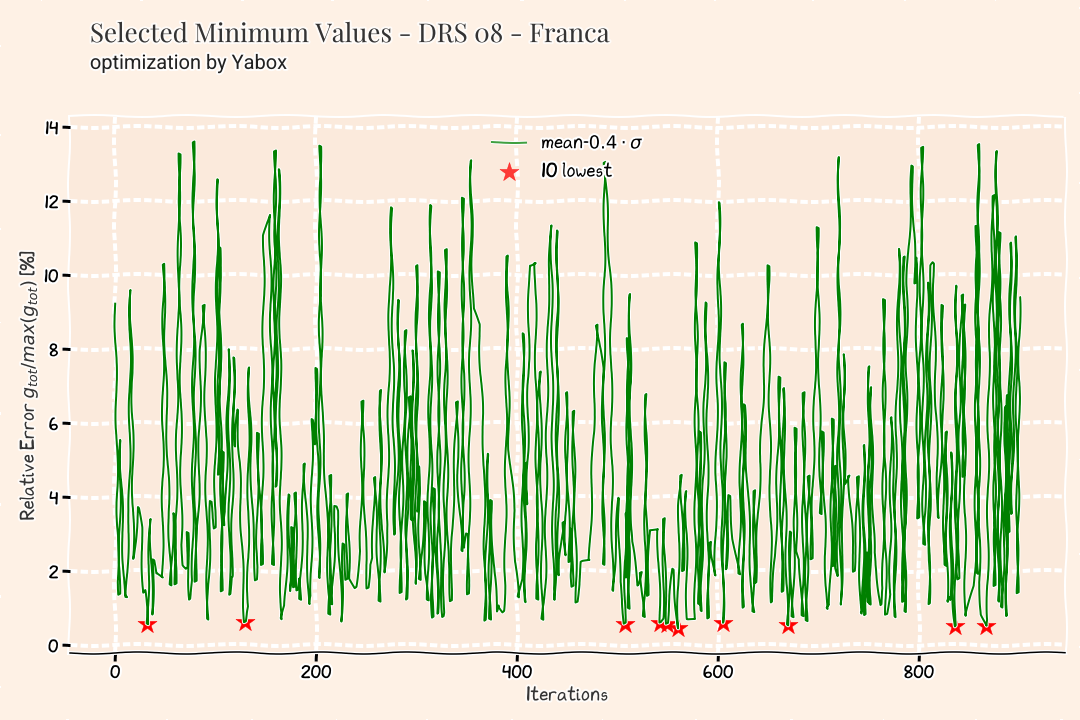 Selected Minimum Values - DRS 08 - Franca
optimization by Yabox
mean-0.4 · σ
10 lowest
Relative Error g_tot/max(g_tot) [%]
14
12
10
8
6
4
2
0
0 200 400 600 800
Iterations